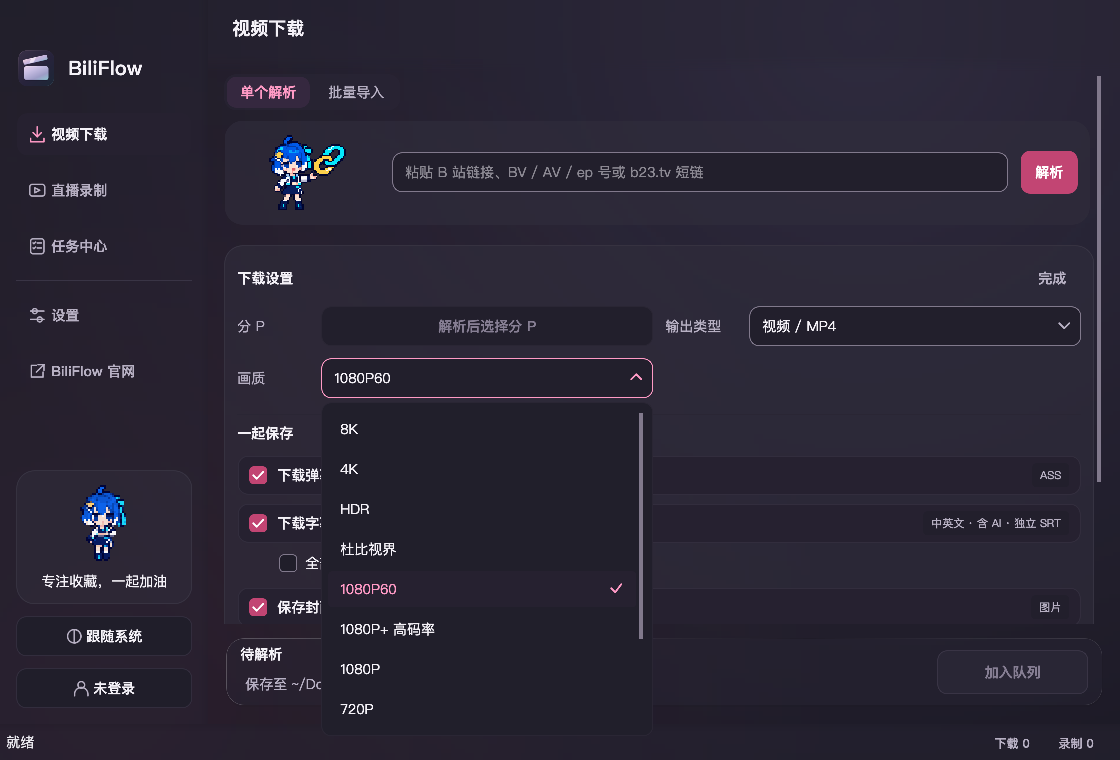 视频下载
BiliFlow
单个解析
批量导入
视频下载
粘贴 B 站链接、BV / AV / ep 号或 b23.tv 短链
解析
直播录制
任务中心
下载设置
完成
设置
分 P
解析后选择分 P
输出类型
视频 / MP4
BiliFlow 官网
画质
1080P60
8K
一起保存
4K
下载弹
ASS
HDR
下载字
中英文 · 含 AI · 独立 SRT
杜比视界
全
1080P60
专注收藏，一起加油
保存封
图片
1080P+ 高码率
跟随系统
待解析
1080P
加入队列
保存至 ~/Do
未登录
720P
就绪
下载 0
录制 0